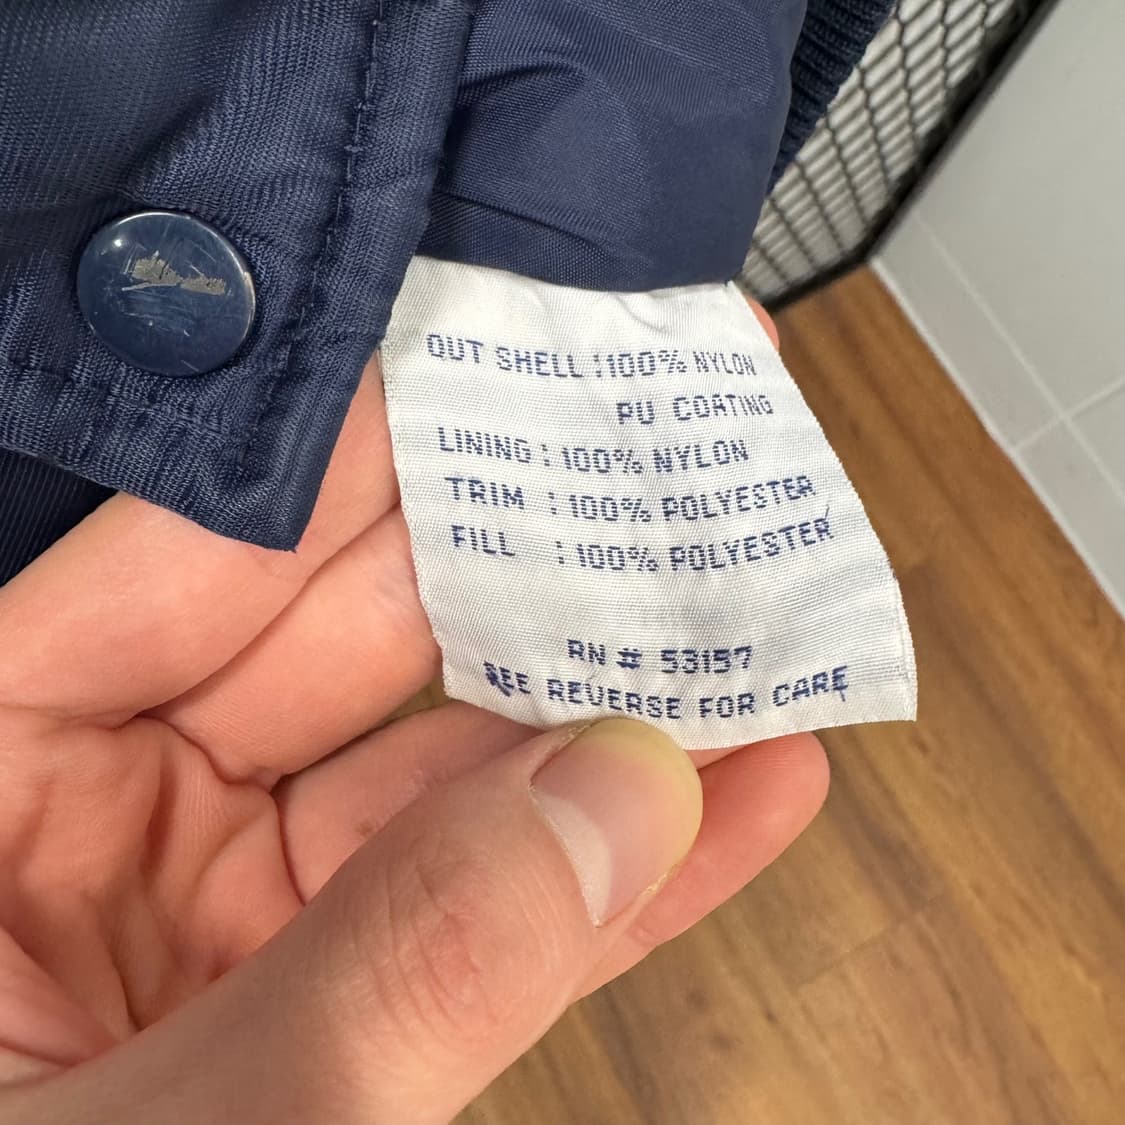 OUT SHELL : 100% NYLON
PU COATING
LINING : 100% NYLON
TRIM : 100% POLYESTER
FILL : 100% POLYESTER
RN # 53157
SEE REVERSE FOR CARE